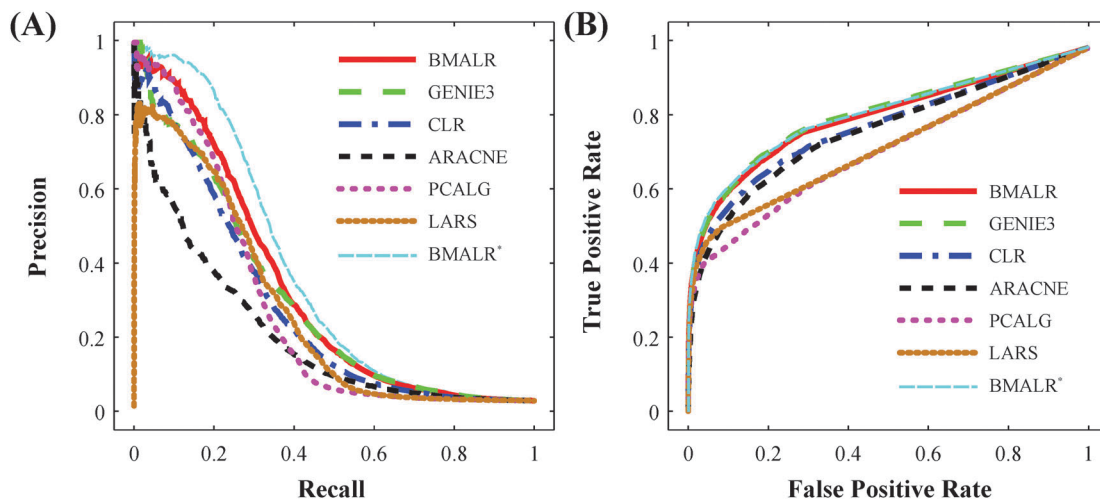 (A)
1
0.8
0.6
0.4
0.2
0
Precision
0 0.2 0.4 0.6 0.8 1
Recall
BMALR
GENIE3
CLR
ARACNE
PCALG
LARS
BMALR*
(B)
1
0.8
0.6
0.4
0.2
0
True Positive Rate
0 0.2 0.4 0.6 0.8 1
False Positive Rate
BMALR
GENIE3
CLR
ARACNE
PCALG
LARS
BMALR*